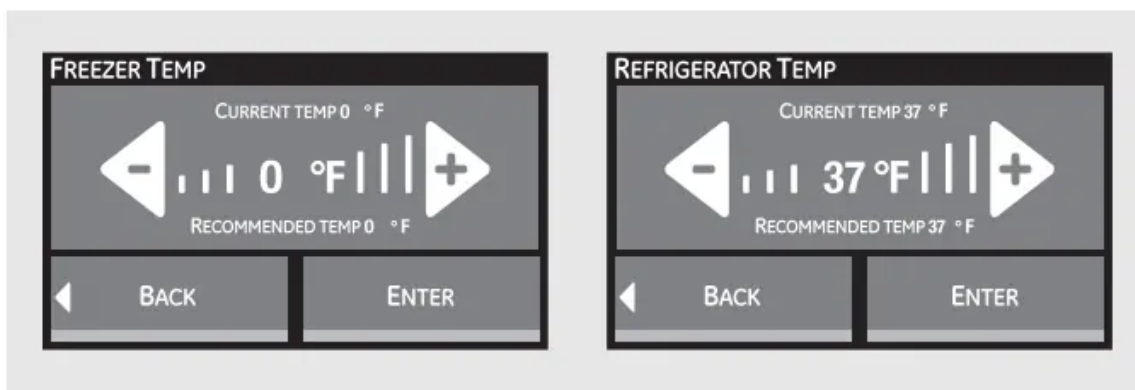 FREEZER TEMP
CURRENT TEMP 0 °F
- 0 °F +
RECOMMENDED TEMP 0 °F
BACK
ENTER
REFRIGERATOR TEMP
CURRENT TEMP 37 °F
- 37 °F +
RECOMMENDED TEMP 37 °F
BACK
ENTER